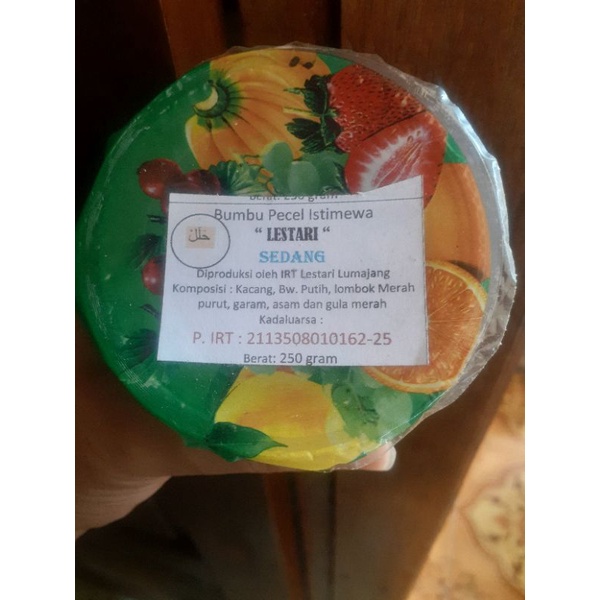 Berat: 250 gram
Bumbu Pecel Istimewa
“ LESTARI “
حلل
SEDANG
Diproduksi oleh IRT Lestari Lumajang
Komposisi : Kacang, Bw. Putih, lombok Merah
purut, garam, asam dan gula merah
Kadaluarsa :
P. IRT : 2113508010162-25
Berat: 250 gram